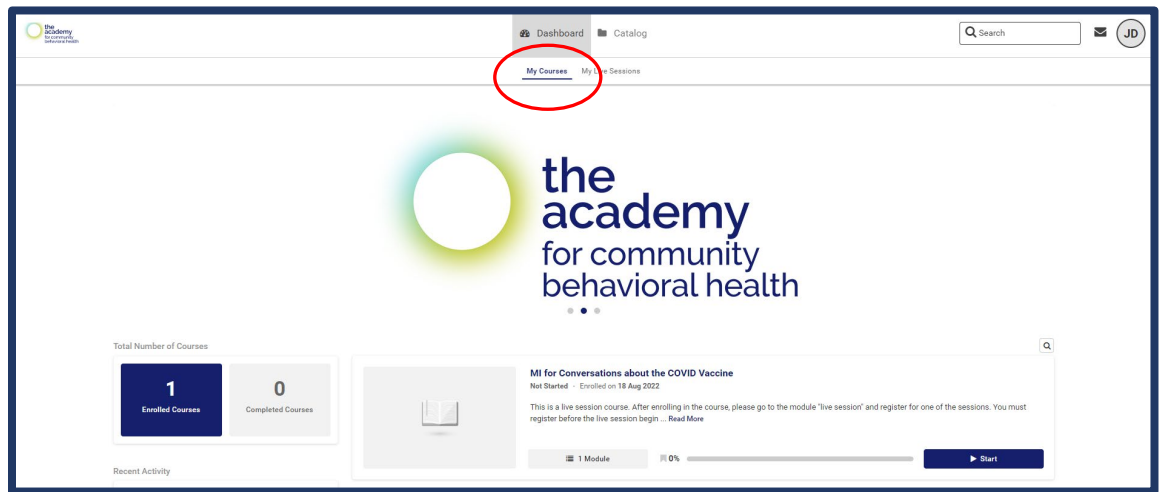 the
academy
for community
behavioral health
Dashboard
Catalog
Search
JD
My Courses
My Live Sessions
the
academy
for community
behavioral health
Total Number of Courses
1
Enrolled Courses
0
Completed Courses
MI for Conversations about the COVID Vaccine
Not Started - Enrolled on 18 Aug 2022
This is a live session course. After enrolling in the course, please go to the module "live session" and register for one of the sessions. You must
register before the live session begin ... Read More
1 Module
0%
Start
Recent Activity